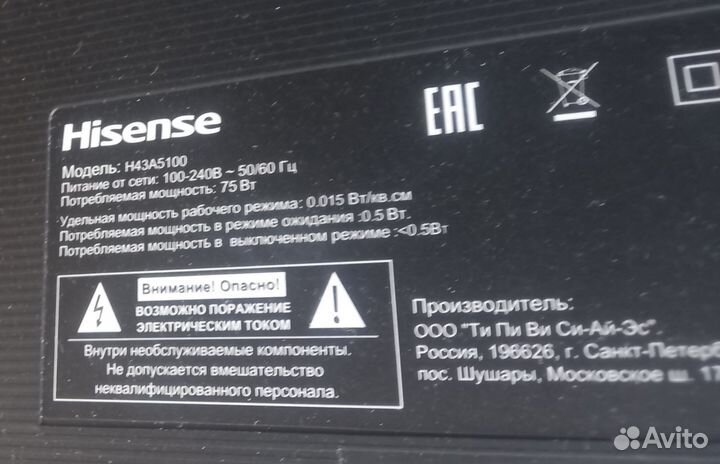 Hisense
EAC
Модель: H43A5100
Питание от сети: 100-240В ~ 50/60 Гц
Потребляемая мощность: 75 Вт
Удельная мощность рабочего режима: 0.015 Вт/кв.см
Потребляемая мощность в режиме ожидания :0.5 Вт.
Потребляемая мощность в выключенном режиме :<0.5Вт
Внимание! Опасно!
ВОЗМОЖНО ПОРАЖЕНИЕ
ЭЛЕКТРИЧЕСКИМ ТОКОМ
Внутри необслуживаемые компоненты.
Не допускается вмешательство
неквалифицированного персонала.
Производитель:
ООО "Ти Пи Ви Си-Ай-Эс".
Россия, 196626, г. Санкт-Петерб
пос. Шушары, Московское ш. 17
Avito